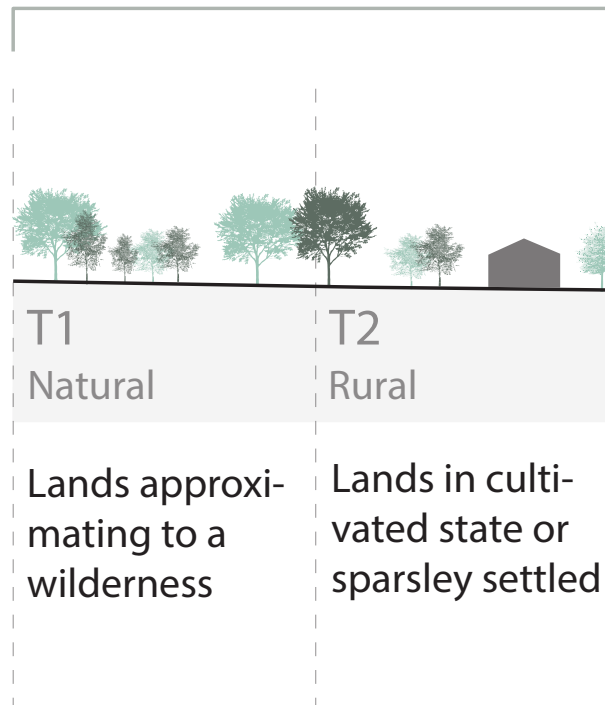 T1
Natural
Lands approxi-
mating to a
wilderness
T2
Rural
Lands in culti-
vated state or
sparsley settled